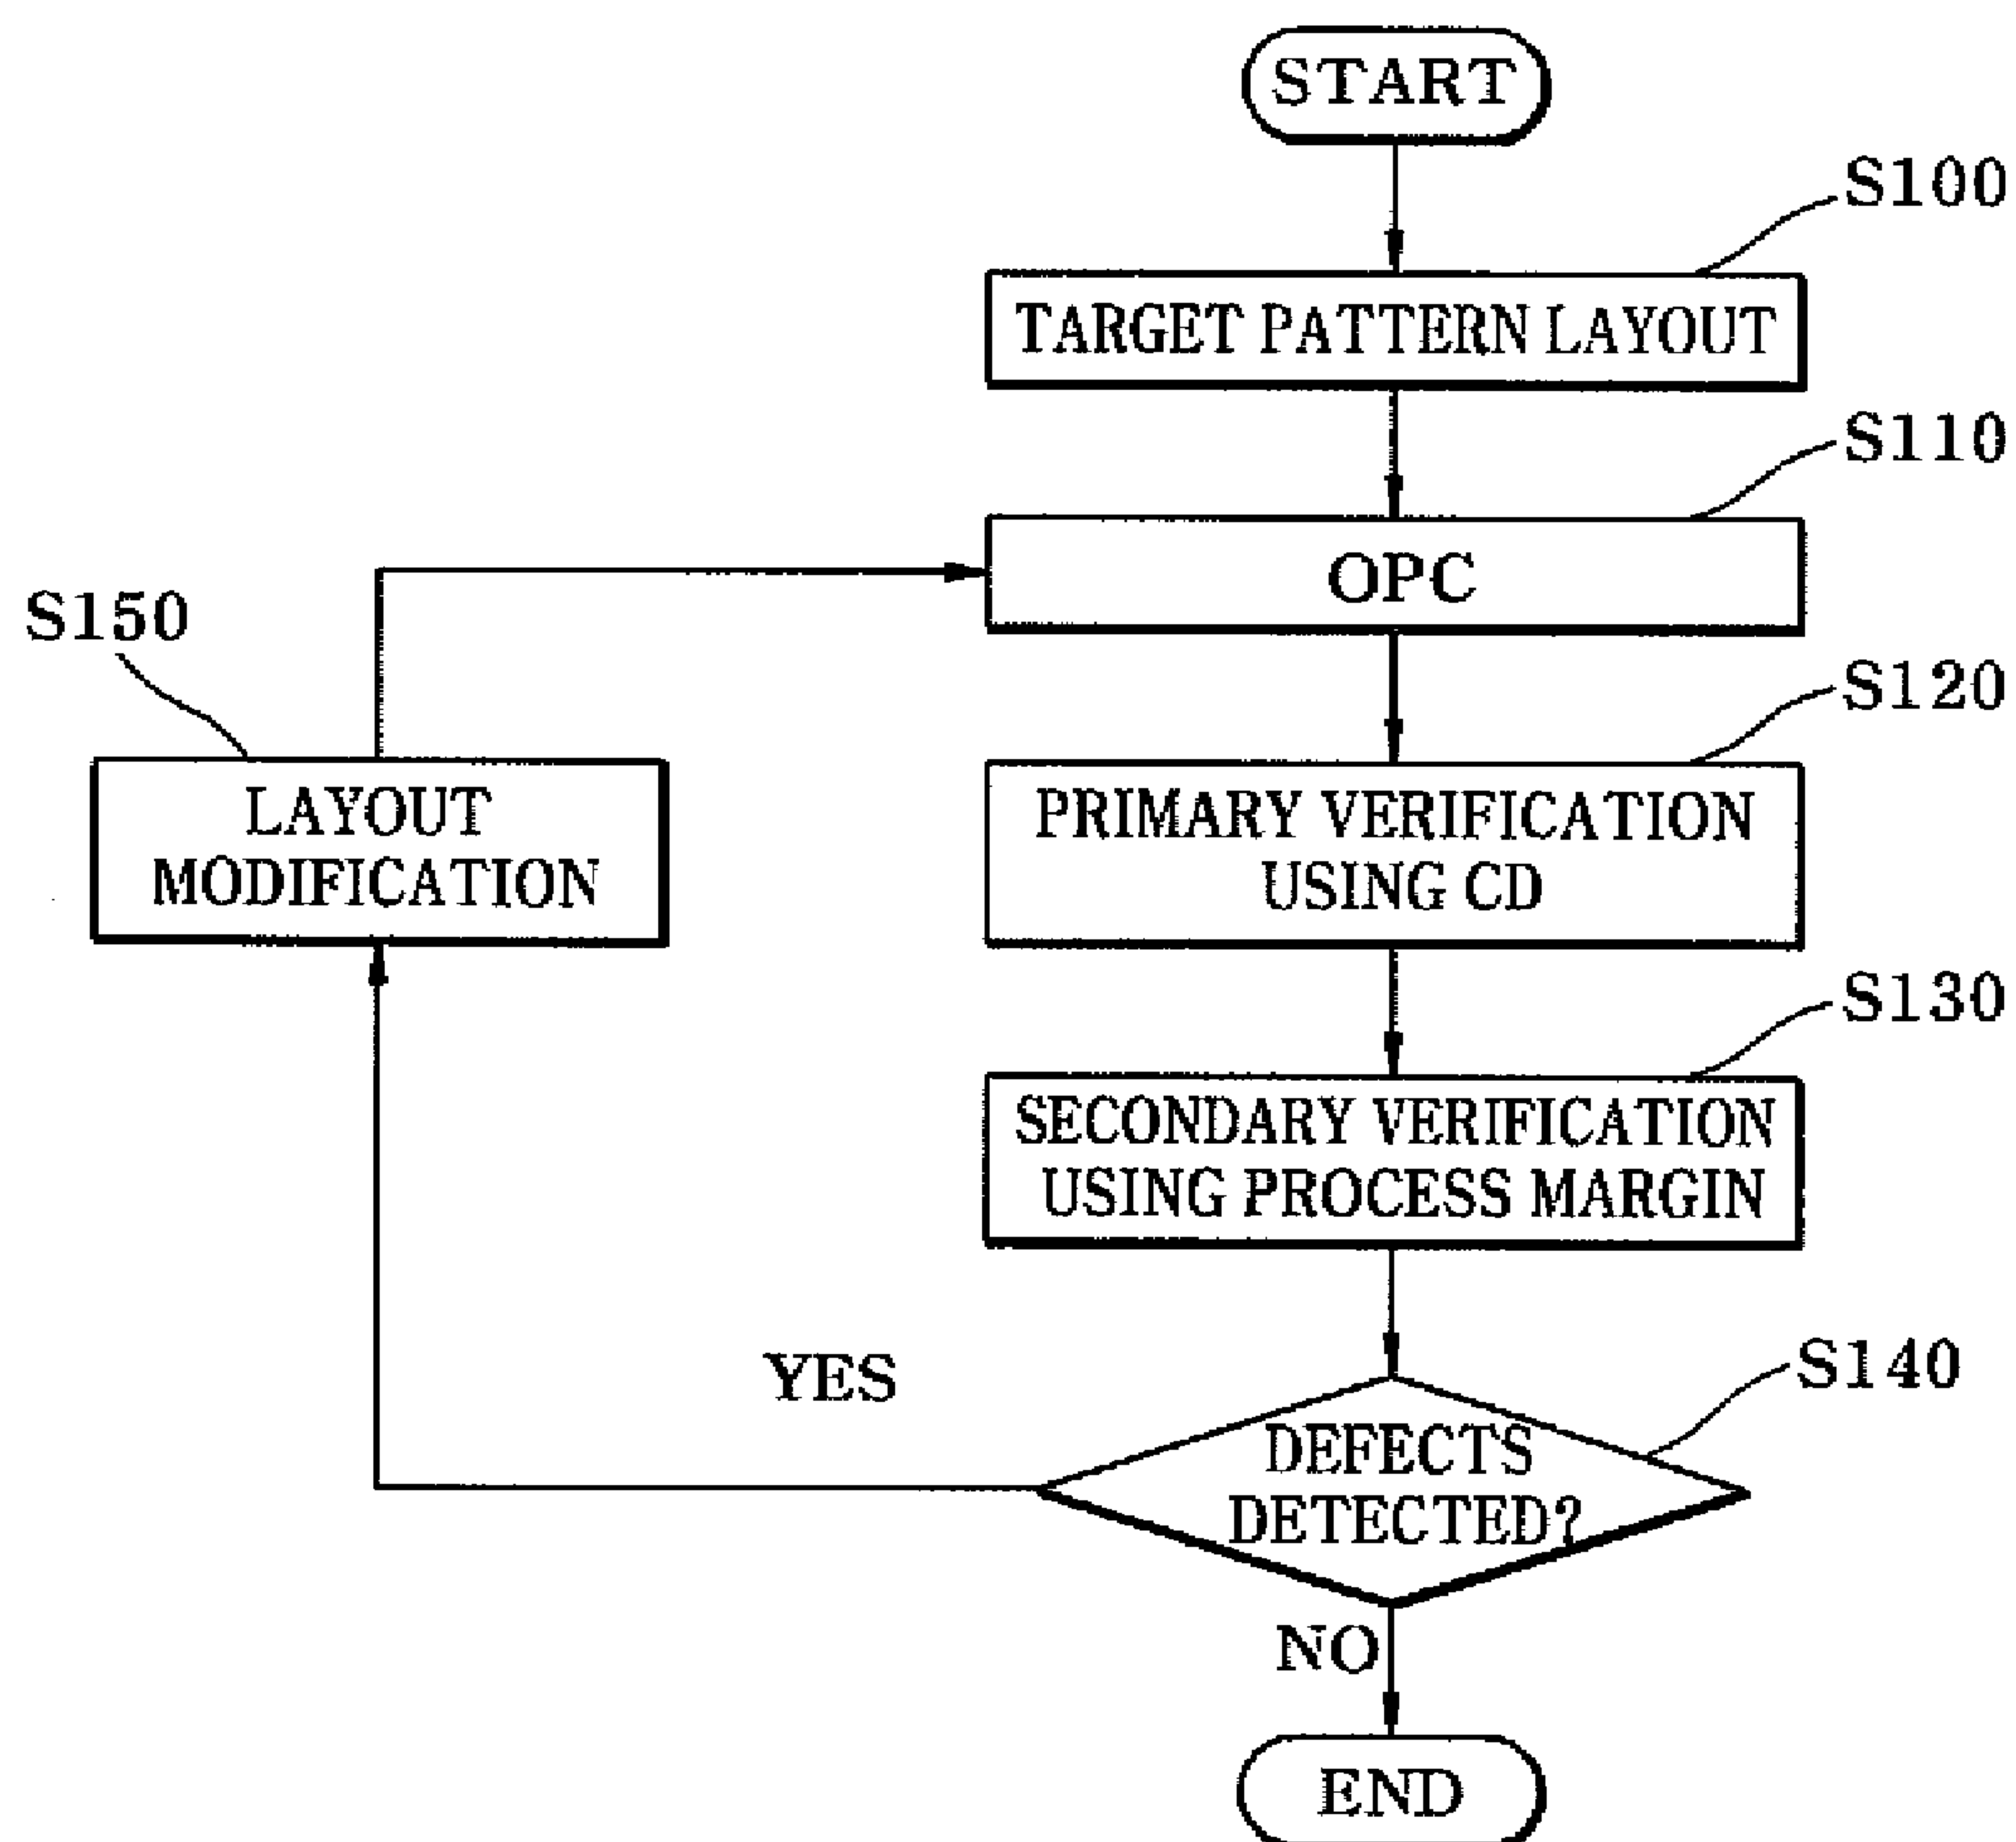 START
S100
TARGET PATTERN LAYOUT
S110
OPC
S150
S120
LAYOUT
MODIFICATION
PRIMARY VERIFICATION
USING CD
S130
SECONDARY VERIFICATION
USING PROCESS MARGIN
YES
S140
DEFECTS
DETECTED?
NO
END